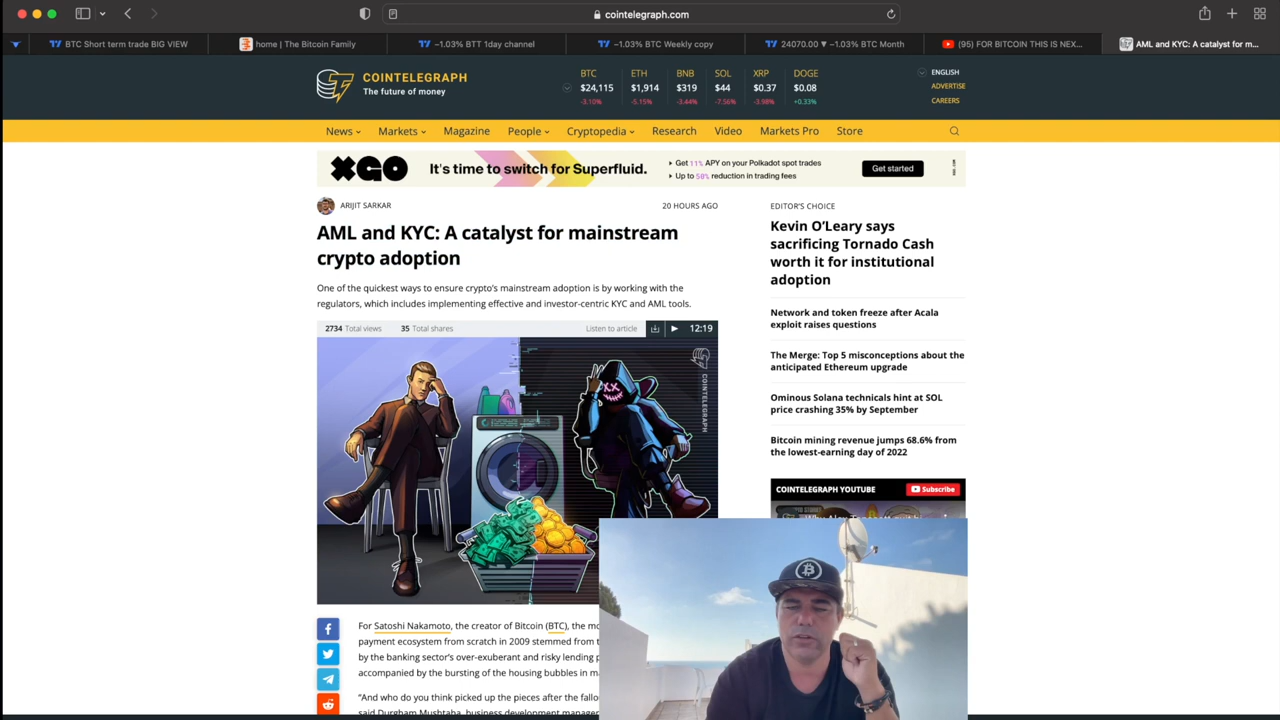 cointelegraph.com
BTC Short term trade BIG VIEW
home | The Bitcoin Family
−1.03% BTT 1day channel
−1.03% BTC Weekly copy
24070.00 ▼ −1.03% BTC Month
(95) FOR BITCOIN THIS IS NEX...
AML and KYC: A catalyst for m...
COINTELEGRAPH
The future of money
BTC ETH BNB SOL XRP DOGE
$24,115 $1,914 $319 $44 $0.37 $0.08
-3.10% -5.15% -3.44% -7.56% -3.98% +0.33%
ENGLISH
ADVERTISE
CAREERS
News Markets Magazine People Cryptopedia Research Video Markets Pro Store
XGO It's time to switch for Superfluid.
Get 11% APY on your Polkadot spot trades
Up to 58% reduction in trading fees
Get started
ARIJIT SARKAR
20 HOURS AGO
AML and KYC: A catalyst for mainstream
crypto adoption
One of the quickest ways to ensure crypto's mainstream adoption is by working with the
regulators, which includes implementing effective and investor-centric KYC and AML tools.
2734 Total views 35 Total shares Listen to article 12:19
COINTELEGRAPH
For Satoshi Nakamoto, the creator of Bitcoin (BTC), the
payment ecosystem from scratch in 2009 stemmed from
by the banking sector's over-exuberant and risky lending
accompanied by the bursting of the housing bubbles in
"And who do you think picked up the pieces after the
said Durgham Mushtaha, business development
EDITOR'S CHOICE
Kevin O'Leary says
sacrificing Tornado Cash
worth it for institutional
adoption
Network and token freeze after Acala
exploit raises questions
The Merge: Top 5 misconceptions about the
anticipated Ethereum upgrade
Ominous Solana technicals hint at SOL
price crashing 35% by September
Bitcoin mining revenue jumps 68.6% from
the lowest-earning day of 2022
COINTELEGRAPH YOUTUBE
Subscribe